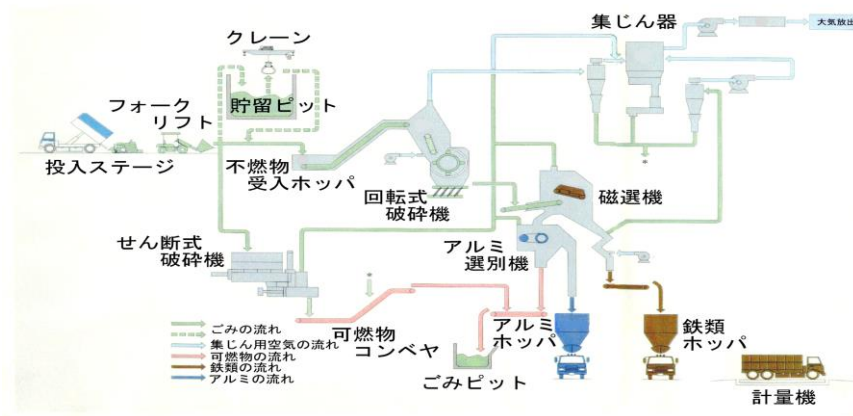 クレーン
集じん器
大気放出
貯留ピット
フォーク
リフト
投入ステージ
不燃物
受入ホッパ
回転式
破砕機
磁選機
せん断式
破砕機
アルミ
選別機
可燃物
コンベヤ
アルミ
ホッパ
鉄類
ホッパ
ごみピット
計量機
ごみの流れ
集じん用空気の流れ
可燃物の流れ
鉄類の流れ
アルミの流れ